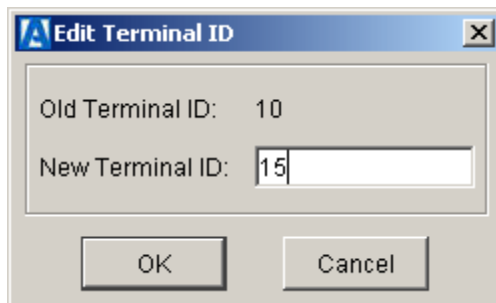 Edit Terminal ID
Old Terminal ID: 10
New Terminal ID: 15
OK Cancel